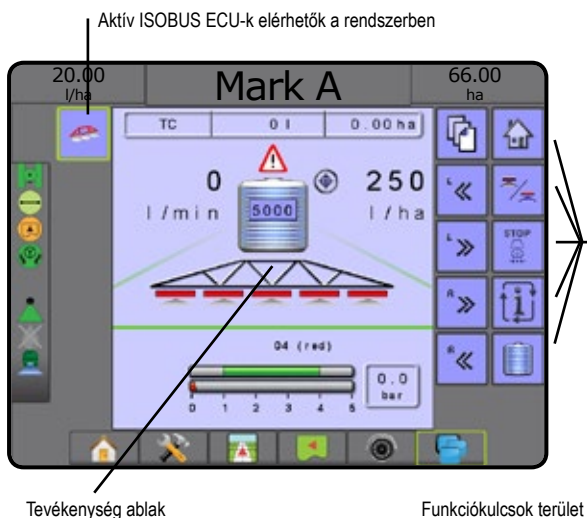 Aktív ISOBUS ECU-k elérhetők a rendszerben
20.00
l/ha
Mark A
66.00
ha
TC 0 l 0.00 ha
0
l/min
5000
250
l/ha
L
L
R
R
STOP
i
04 (red)
0 1 2 3 4 5
0.0
bar
Tevékenység ablak
Funkciókulcsok terület